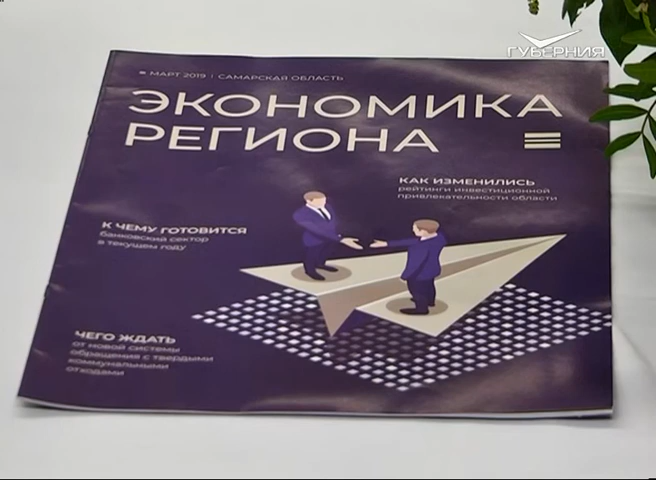 ГУБЕРНИЯ
МАРТ 2019 | САМАРСКАЯ ОБЛАСТЬ
ЭКОНОМИКА
РЕГИОНА
КАК ИЗМЕНИЛИСЬ
рейтинги инвестиционной
привлекательности области
К ЧЕМУ ГОТОВИТСЯ
банковский сектор
в текущем году
ЧЕГО ЖДАТЬ
от новой системы
обращения с твердыми
коммунальными
отходами